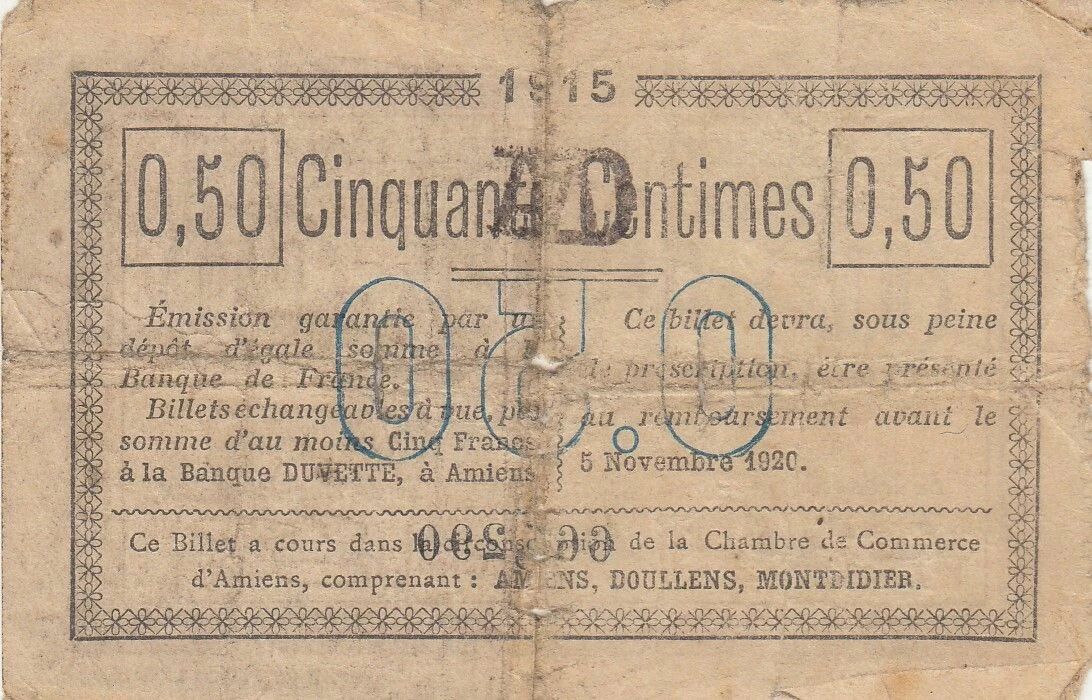 1915
0,50 Cinquante Centimes 0,50
Émission garantie par un
dépôt d'égale somme à la
Banque de France.
Billets echangeables à vue, par
somme d'au moins Cinq Francs
à la Banque DUVETTE, à Amiens
Ce billet devra, sous peine
de prescription, être présenté
au remboursement avant le
5 Novembre 1920.
0.50
Ce Billet a cours dans la circonscription de la Chambre de Commerce
d'Amiens, comprenant : AMIENS, DOULLENS, MONTDIDIER.